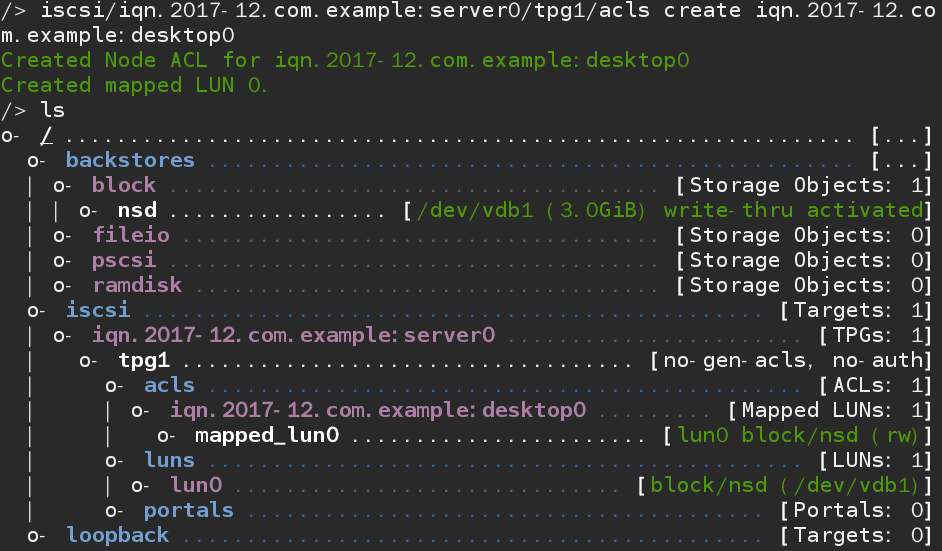 /> iscsi/iqn.2017-12.com.example:server0/tpg1/acls create iqn.2017-12.co
m.example:desktop0
Created Node ACL for iqn.2017-12.com.example:desktop0
Created mapped LUN 0.
/> ls
o- / ............................................................. [...]
  o- backstores .................................................. [...]
  | o- block ...................................... [Storage Objects: 1]
  | | o- nsd ................. [/dev/vdb1 (3.0GiB) write-thru activated]
  | o- fileio ..................................... [Storage Objects: 0]
  | o- pscsi ...................................... [Storage Objects: 0]
  | o- ramdisk .................................... [Storage Objects: 0]
  o- iscsi ................................................ [Targets: 1]
  | o- iqn.2017-12.com.example:server0 ....................... [TPGs: 1]
  |   o- tpg1 ................................... [no-gen-acls, no-auth]
  |     o- acls .............................................. [ACLs: 1]
  |     | o- iqn.2017-12.com.example:desktop0 ......... [Mapped LUNs: 1]
  |     |   o- mapped_lun0 ....................... [lun0 block/nsd (rw)]
  |     o- luns .............................................. [LUNs: 1]
  |     | o- lun0 .............................. [block/nsd (/dev/vdb1)]
  |     o- portals ........................................ [Portals: 0]
  o- loopback ............................................. [Targets: 0]